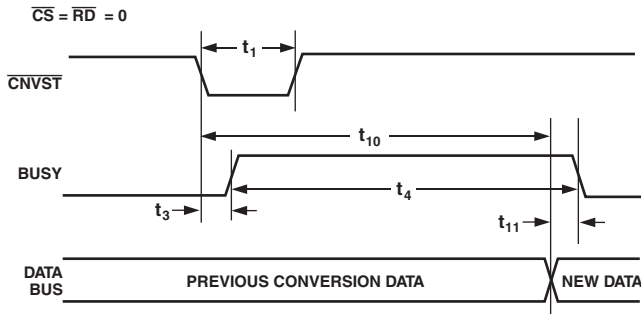 CS = RD = 0
t1
CNVST
t10
BUSY
t4
t3
t11
DATA
BUS
PREVIOUS CONVERSION DATA
NEW DATA